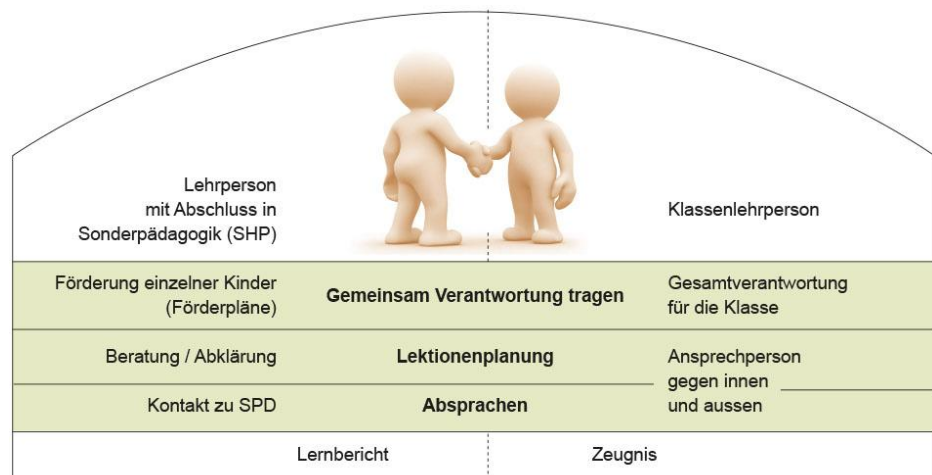 Lehrperson
mit Abschluss in
Sonderpädagogik (SHP)
Klassenlehrperson
Förderung einzelner Kinder
(Förderpläne)
Gemeinsam Verantwortung tragen
Gesamtverantwortung
für die Klasse
Beratung / Abklärung
Lektionenplanung
Ansprechperson
gegen innen
und aussen
Kontakt zu SPD
Absprachen
Lernbericht
Zeugnis